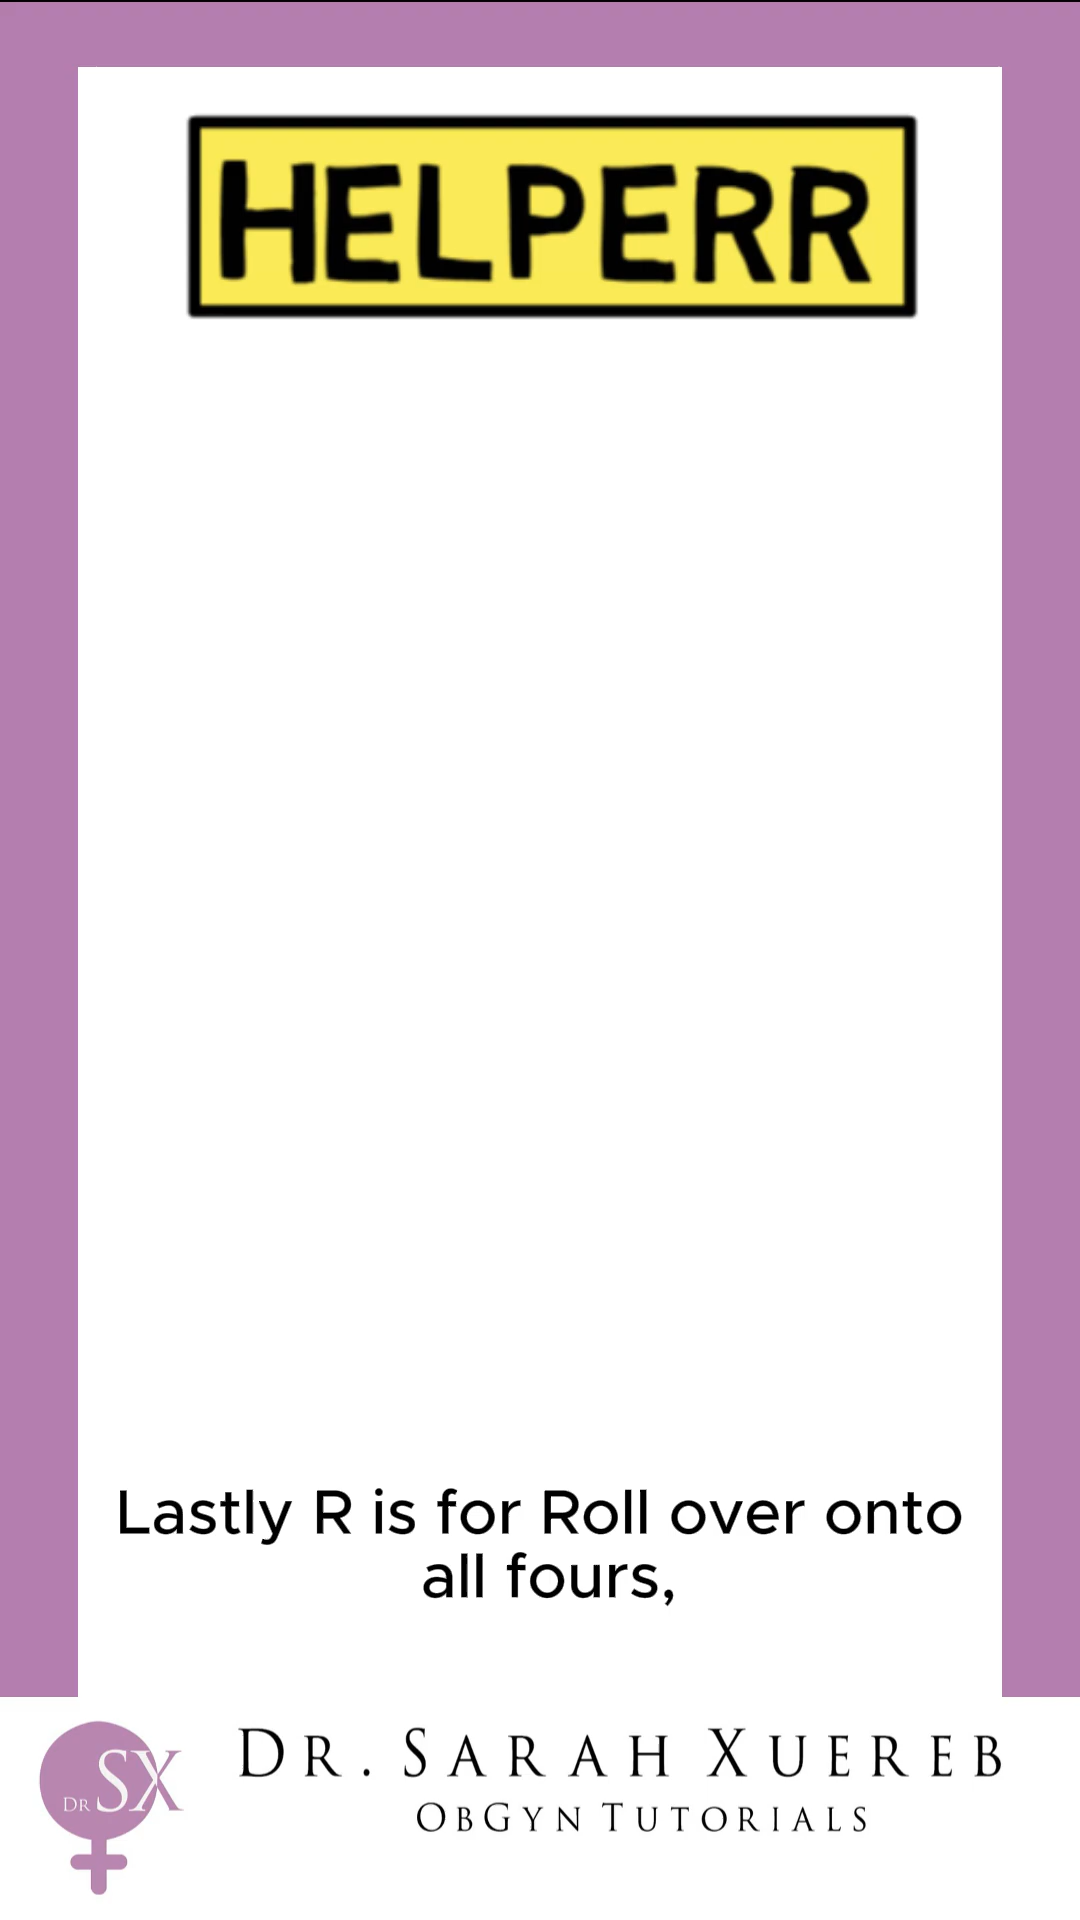 HELPERR
Lastly R is for Roll over onto
all fours,
DR SX
DR. SARAH XUEREB
OBGYN TUTORIALS